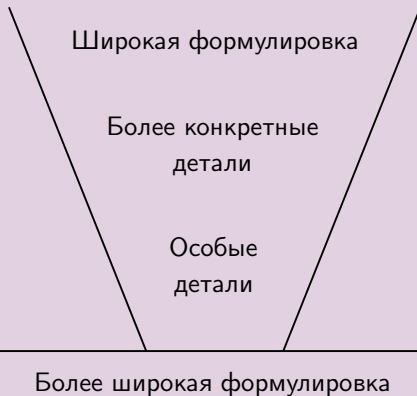 Широкая формулировка
Более конкретные
детали
Особые
детали
Более широкая формулировка